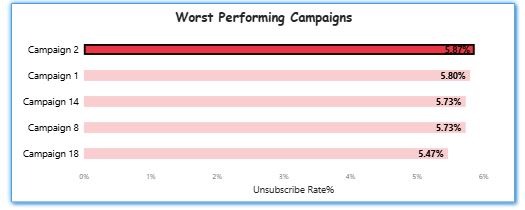 Worst Performing Campaigns
Campaign 2 5.87%
Campaign 1 5.80%
Campaign 14 5.73%
Campaign 8 5.73%
Campaign 18 5.47%
0% 1% 2% 3% 4% 5% 6%
Unsubscribe Rate%